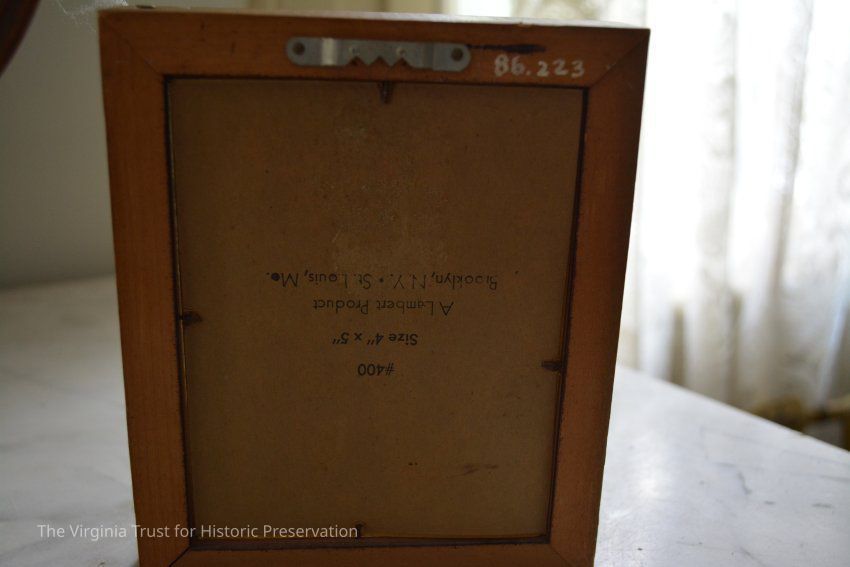 86.223
#400
Size 4" x 5"
A Lambert Product
Brooklyn, N.Y. • St. Louis, Mo.
The Virginia Trust for Historic Preservation